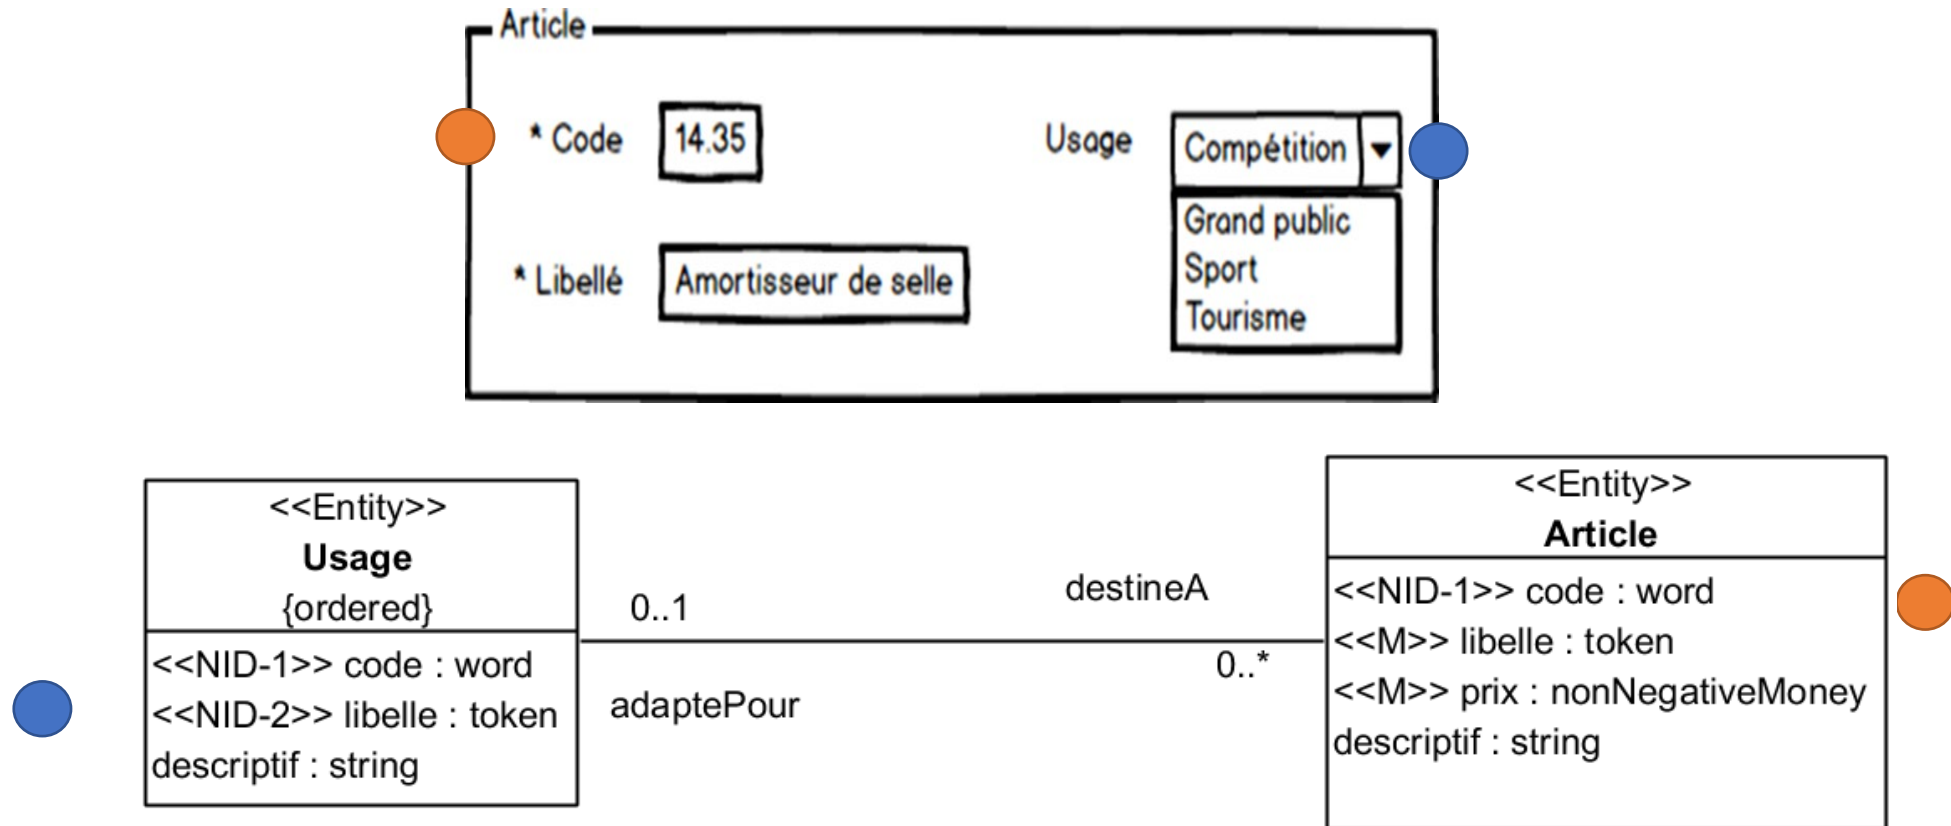 Article
* Code 14.35 Usage Compétition
Grand public
* Libellé Amortisseur de selle Sport
Tourisme
<<Entity>>
Usage
{ordered}
<<NID-1>> code : word
<<NID-2>> libelle : token
descriptif : string
0..1
adaptePour
destineA
0..*
<<Entity>>
Article
<<NID-1>> code : word
<<M>> libelle : token
<<M>> prix : nonNegativeMoney
descriptif : string